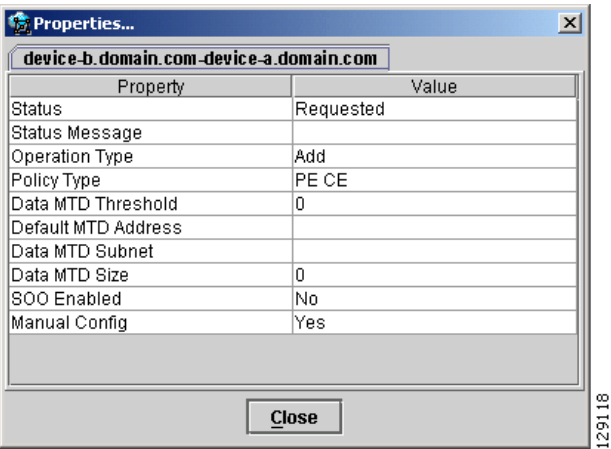 Properties...
device-b.domain.com-device-a.domain.com
Property Value
Status Requested
Status Message
Operation Type Add
Policy Type PE CE
Data MTD Threshold 0
Default MTD Address
Data MTD Subnet
Data MTD Size 0
SOO Enabled No
Manual Config Yes
Close
129118